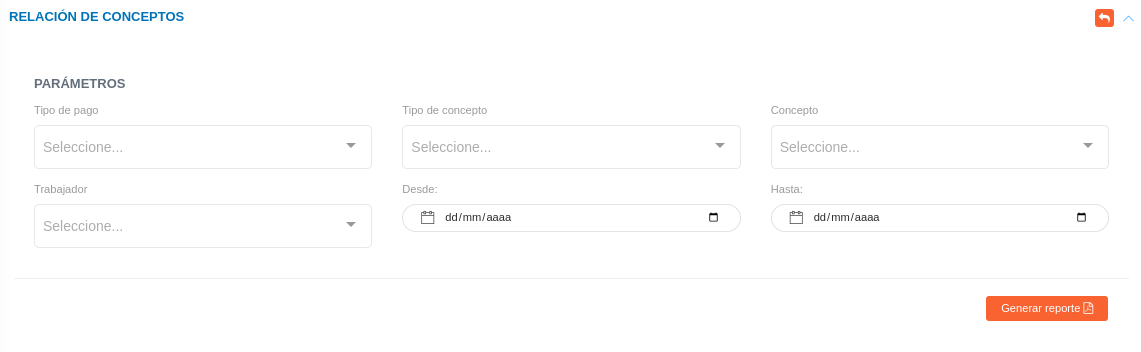 RELACIÓN DE CONCEPTOS
PARÁMETROS
Tipo de pago
Tipo de concepto
Concepto
Seleccione...
Seleccione...
Seleccione...
Trabajador
Desde:
Hasta:
Seleccione...
dd/mm/aaaa
dd/mm/aaaa
Generar reporte